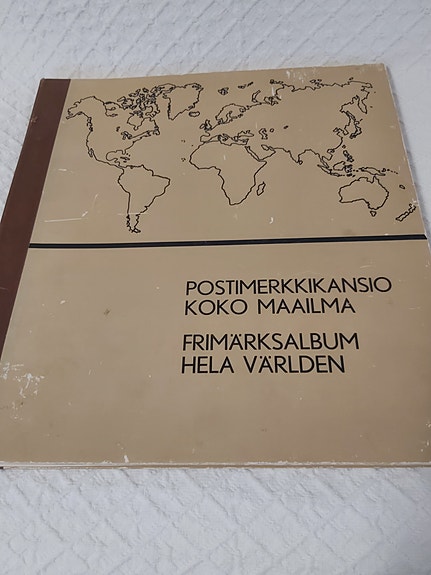 POSTIMERKKIKANSIO
KOKO MAAILMA
FRIMÄRKSALBUM
HELA VÄRLDEN